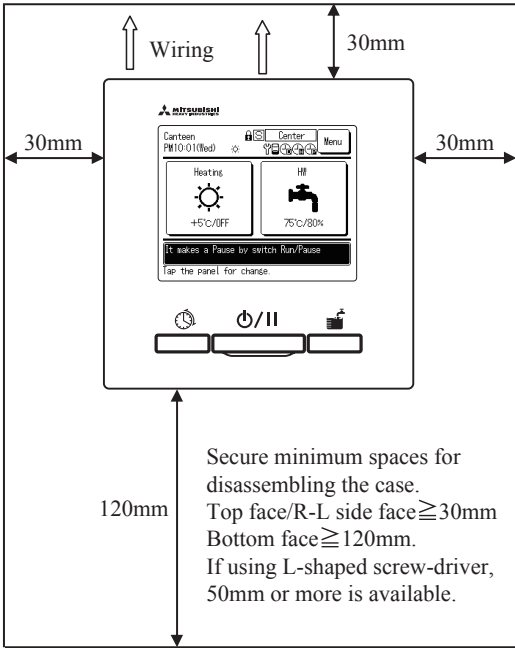 Wiring
30mm
30mm
30mm
MITSUBISHI
HEAVY INDUSTRIES
Canteen
Center
Menu
PM10:01(Wed)
Heating
HW
+5°C/OFF
75°C/80%
It makes a Pause by switch Run/Pause
Tap the panel for change.
120mm
Secure minimum spaces for
disassembling the case.
Top face/R-L side face≧30mm
Bottom face≧120mm.
If using L-shaped screw-driver,
50mm or more is available.